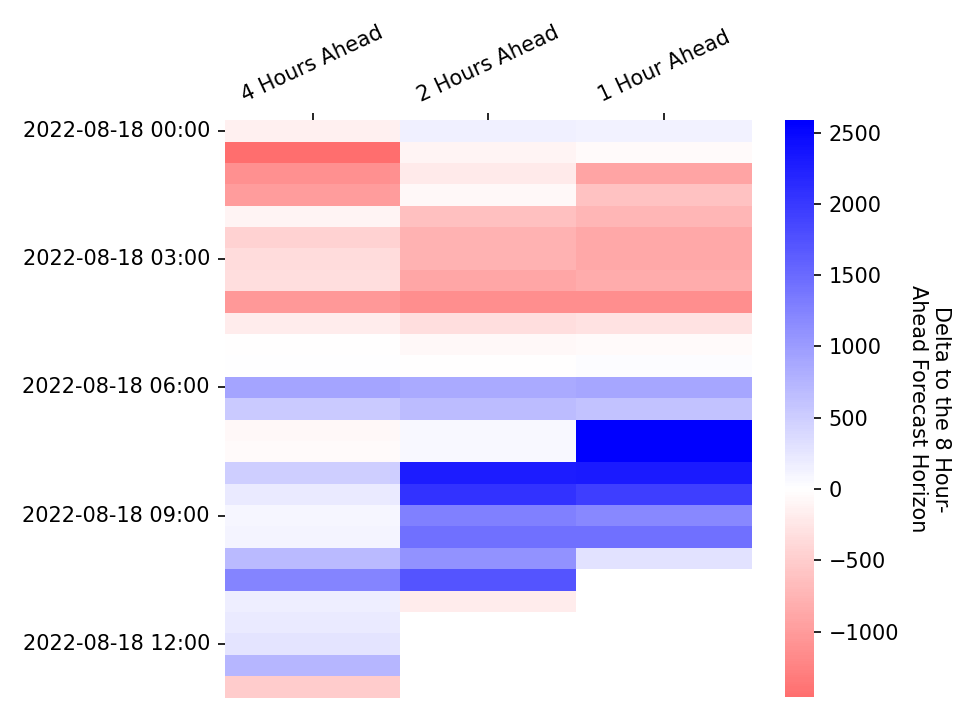 4 Hours Ahead
2 Hours Ahead
1 Hour Ahead
2022-08-18 00:00
2022-08-18 03:00
2022-08-18 06:00
2022-08-18 09:00
2022-08-18 12:00
2500
2000
1500
1000
500
0
−500
−1000
Delta to the 8 Hour-
Ahead Forecast Horizon